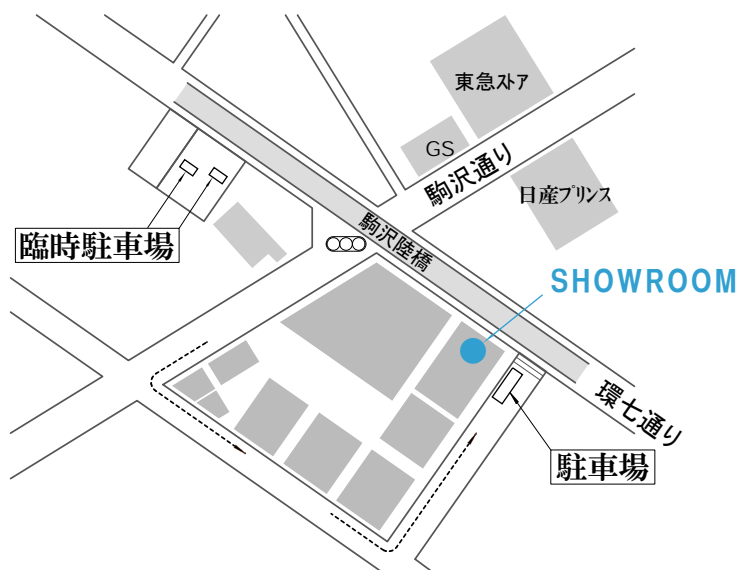 東急ストア
GS
駒沢通り
日産プリンス
臨時駐車場
駒沢陸橋
SHOWROOM
環七通り
駐車場